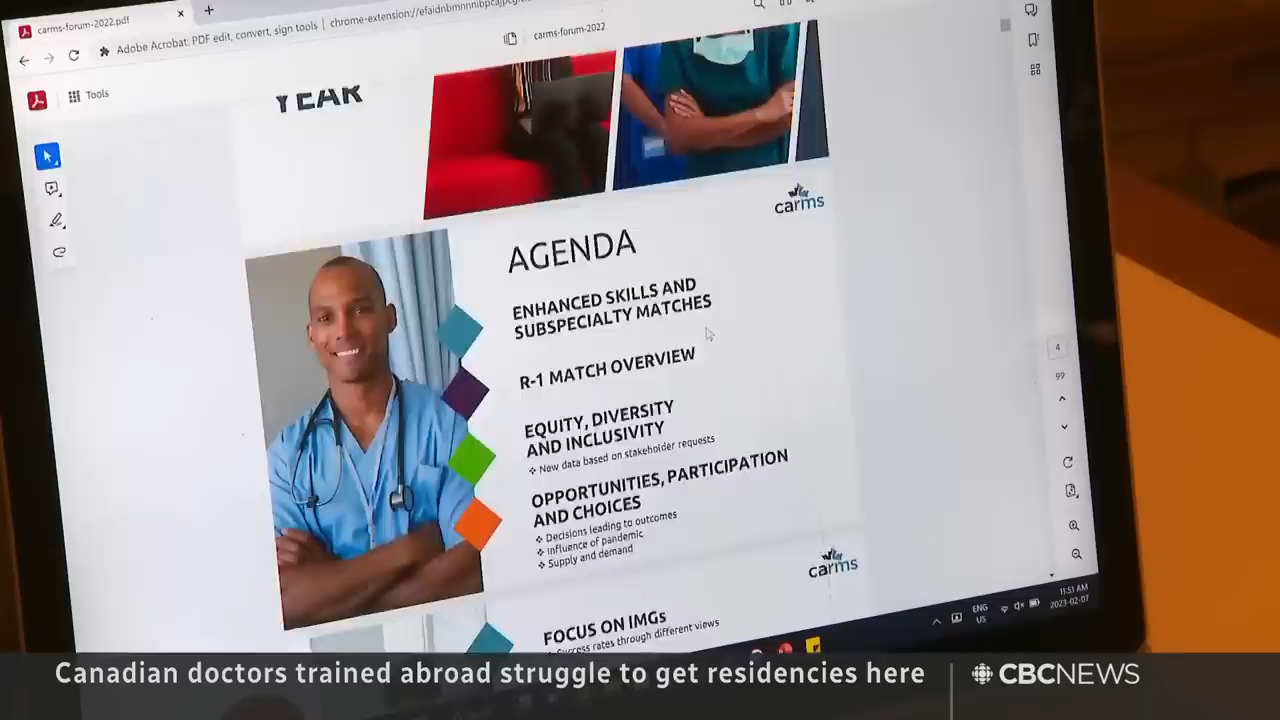 carms-forum-2022.pdf
Adobe Acrobat: PDF edit, convert, sign tools
carms-forum-2022
Tools
YEAR
carms
AGENDA
ENHANCED SKILLS AND
SUBSPECIALTY MATCHES
R-1 MATCH OVERVIEW
EQUITY, DIVERSITY
AND INCLUSIVITY
❖ New data based on stakeholder requests
OPPORTUNITIES, PARTICIPATION
AND CHOICES
❖ Decisions leading to outcomes
❖ Influence of pandemic
❖ Supply and demand
4
99
carms
FOCUS ON IMGs
Success rates through different views
ENG
US
11:51 AM
2023-02-07
Canadian doctors trained abroad struggle to get residencies here
CBCNEWS